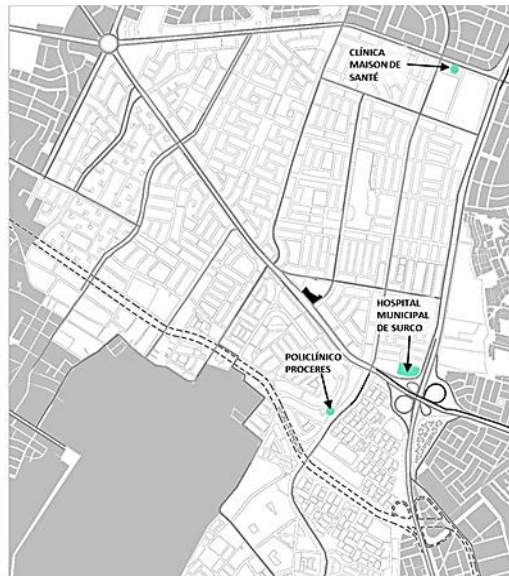 CLÍNICA
MAISON DE
SANTÉ
HOSPITAL
MUNICIPAL
DE SURCO
POLICLÍNICO
PROCERES